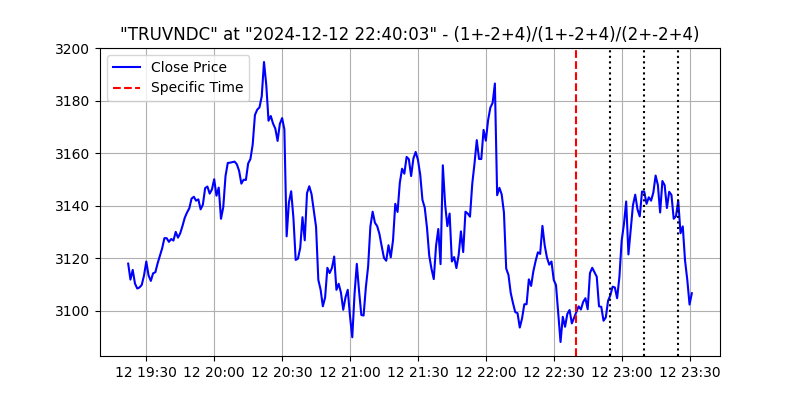 "TRUVNDC" at "2024-12-12 22:40:03" - (1+-2+4)/(1+-2+4)/(2+-2+4)
Close Price
Specific Time
3200
3180
3160
3140
3120
3100
12 19:30 12 20:00 12 20:30 12 21:00 12 21:30 12 22:00 12 22:30 12 23:00 12 23:30